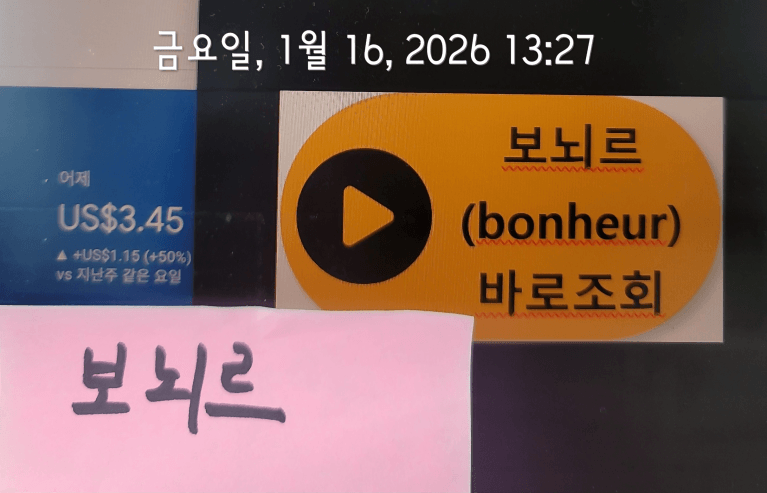 금요일, 1월 16, 2026 13:27
어제
US$3.45
▲ +US$1.15 (+50%)
vs 지난주 같은 요일
보뇌르
(bonheur)
바로조회
보뇌르